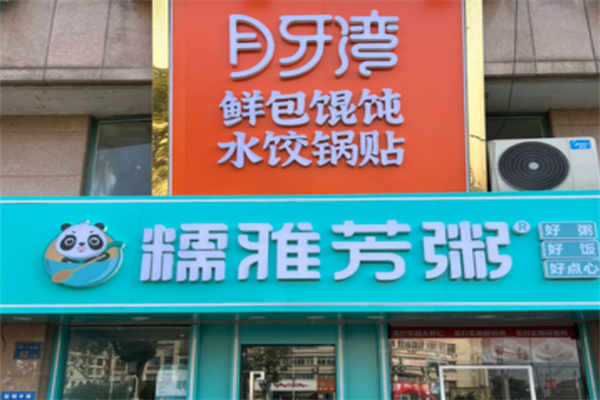 月牙湾
鲜包馄饨
水饺锅贴
糯雅芳粥®
好粥
好饭
好点心